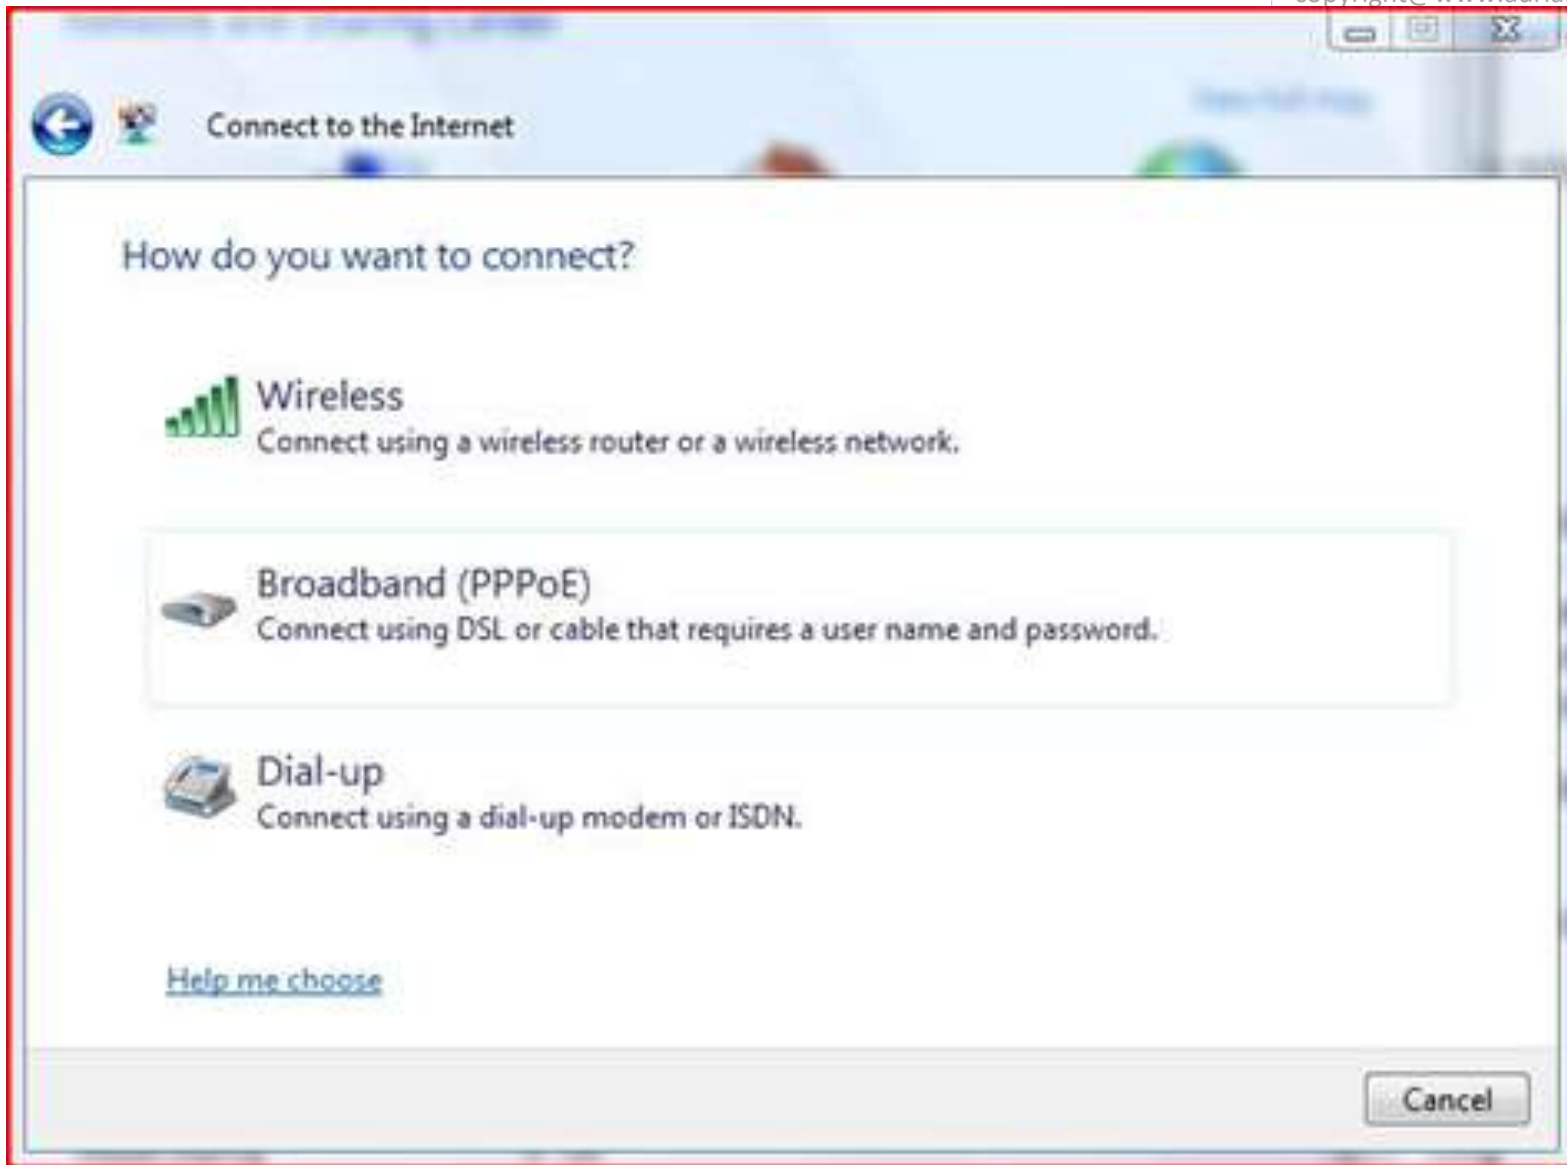 Connect to the Internet
How do you want to connect?
Wireless
Connect using a wireless router or a wireless network.
Broadband (PPPoE)
Connect using DSL or cable that requires a user name and password.
Dial-up
Connect using a dial-up modem or ISDN.
Help me choose
Cancel